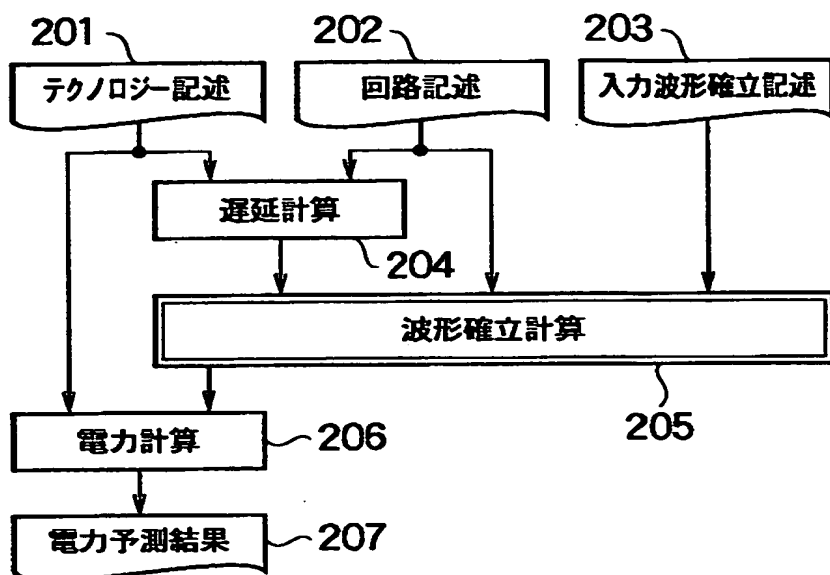 201
202
203
テクノロジー記述
回路記述
入力波形確立記述
遅延計算
204
波形確立計算
205
電力計算
206
電力予測結果
207